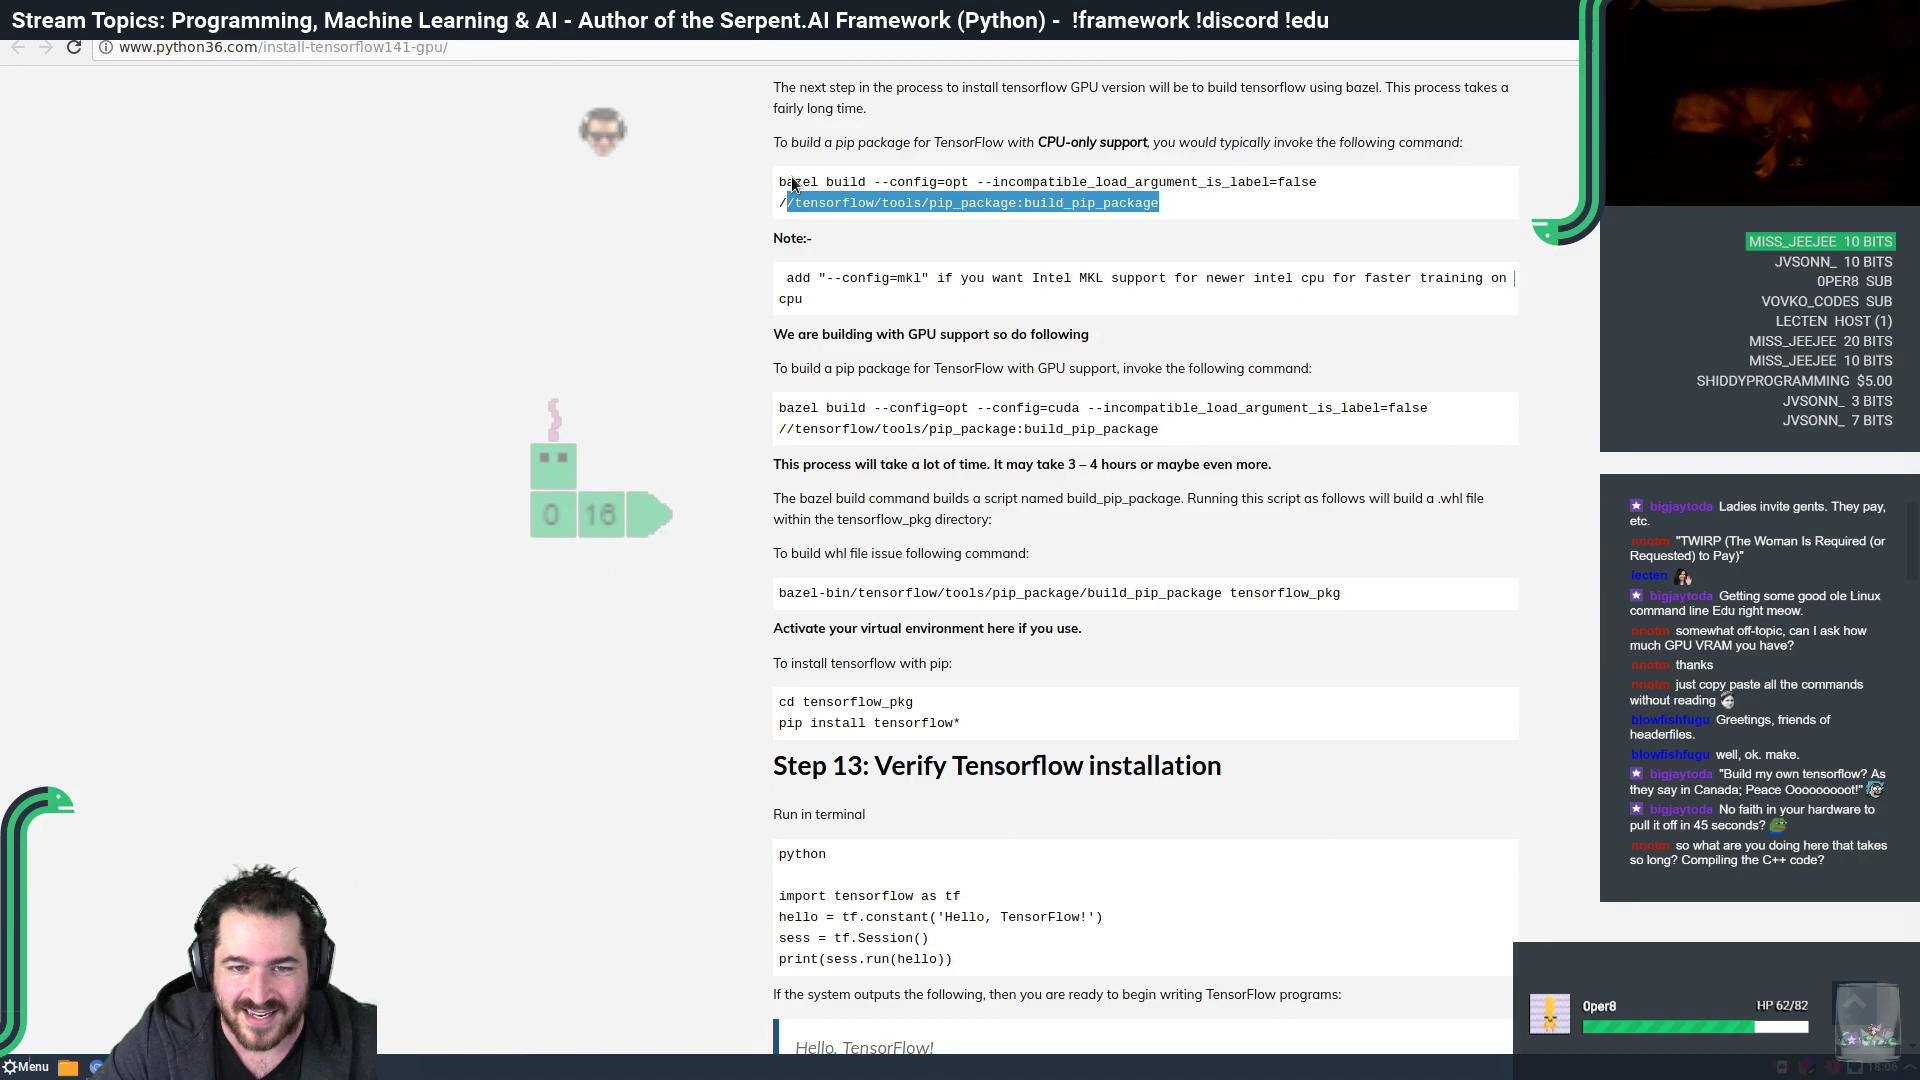 Stream Topics: Programming, Machine Learning & AI - Author of the Serpent.AI Framework (Python) -  !framework !discord !edu
www.python36.com/install-tensorflow141-gpu/
The next step in the process to install tensorflow GPU version will be to build tensorflow using bazel. This process takes a
fairly long time.
To build a pip package for TensorFlow with CPU-only support, you would typically invoke the following command:
bazel build --config=opt --incompatible_load_argument_is_label=false
//tensorflow/tools/pip_package:build_pip_package
Note:-
add "--config=mkl" if you want Intel MKL support for newer intel cpu for faster training on
cpu
We are building with GPU support so do following
To build a pip package for TensorFlow with GPU support, invoke the following command:
bazel build --config=opt --config=cuda --incompatible_load_argument_is_label=false
//tensorflow/tools/pip_package:build_pip_package
This process will take a lot of time. It may take 3 – 4 hours or maybe even more.
The bazel build command builds a script named build_pip_package. Running this script as follows will build a .whl file
within the tensorflow_pkg directory:
To build whl file issue following command:
bazel-bin/tensorflow/tools/pip_package/build_pip_package tensorflow_pkg
Activate your virtual environment here if you use.
To install tensorflow with pip:
cd tensorflow_pkg
pip install tensorflow*
Step 13: Verify Tensorflow installation
Run in terminal
python
import tensorflow as tf
hello = tf.constant('Hello, TensorFlow!')
sess = tf.Session()
print(sess.run(hello))
If the system outputs the following, then you are ready to begin writing TensorFlow programs:
Hello, TensorFlow!
0 16
MISS_JEEJEE 10 BITS
JVSONN_ 10 BITS
0PER8 SUB
VOVKO_CODES SUB
LECTEN HOST (1)
MISS_JEEJEE 20 BITS
MISS_JEEJEE 10 BITS
SHIDDYPROGRAMMING $5.00
JVSONN_ 3 BITS
JVSONN_ 7 BITS
bigjaytoda Ladies invite gents. They pay,
etc.
nnotm "TWIRP (The Woman Is Required (or
Requested) to Pay)"
lecten
bigjaytoda Getting some good ole Linux
command line Edu right meow.
nnotm somewhat off-topic, can I ask how
much GPU VRAM you have?
nnotm thanks
nnotm just copy paste all the commands
without reading
blowfishfugu Greetings, friends of
headerfiles.
blowfishfugu well, ok. make.
bigjaytoda "Build my own tensorflow? As
they say in Canada; Peace Ooooooooot!"
bigjaytoda No faith in your hardware to
pull it off in 45 seconds?
nnotm so what are you doing here that takes
so long? Compiling the C++ code?
0per8 HP 62/82
Menu
18:06